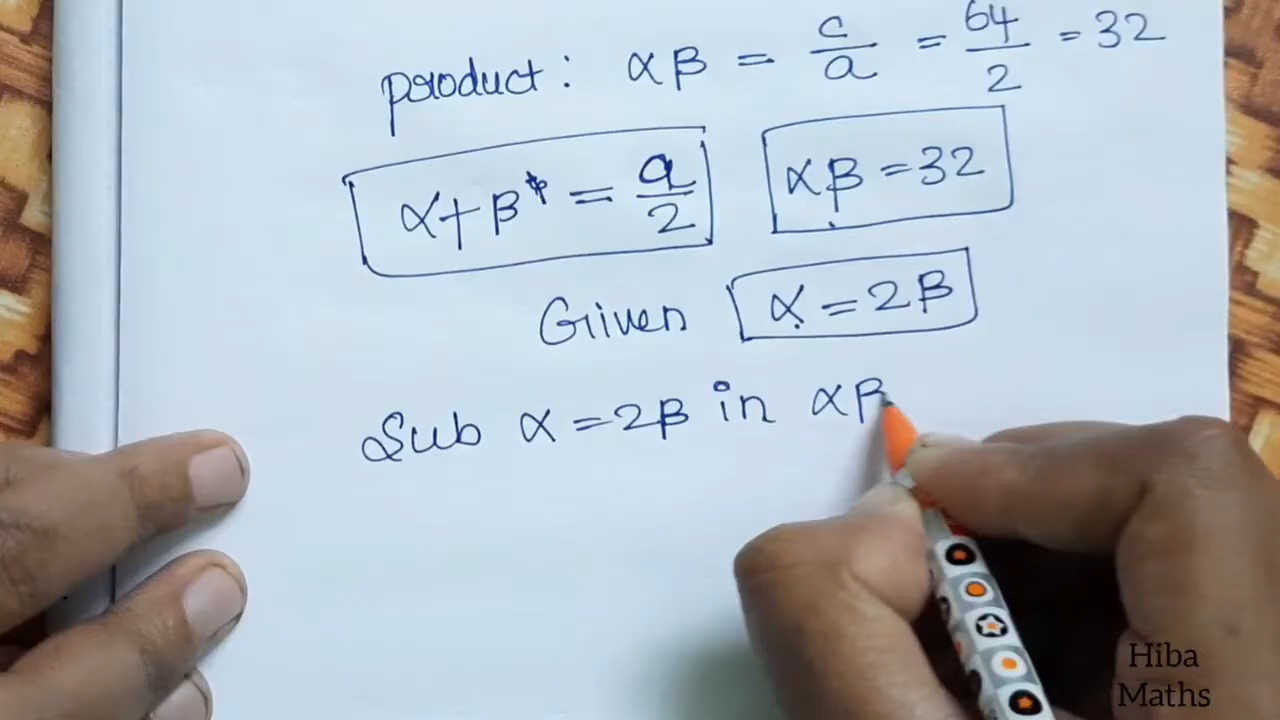 product: αβ = c/a = 64/2 = 32
α+β = a/2 αβ = 32
Given α = 2β
Sub α = 2β in αβ
Hiba
Maths